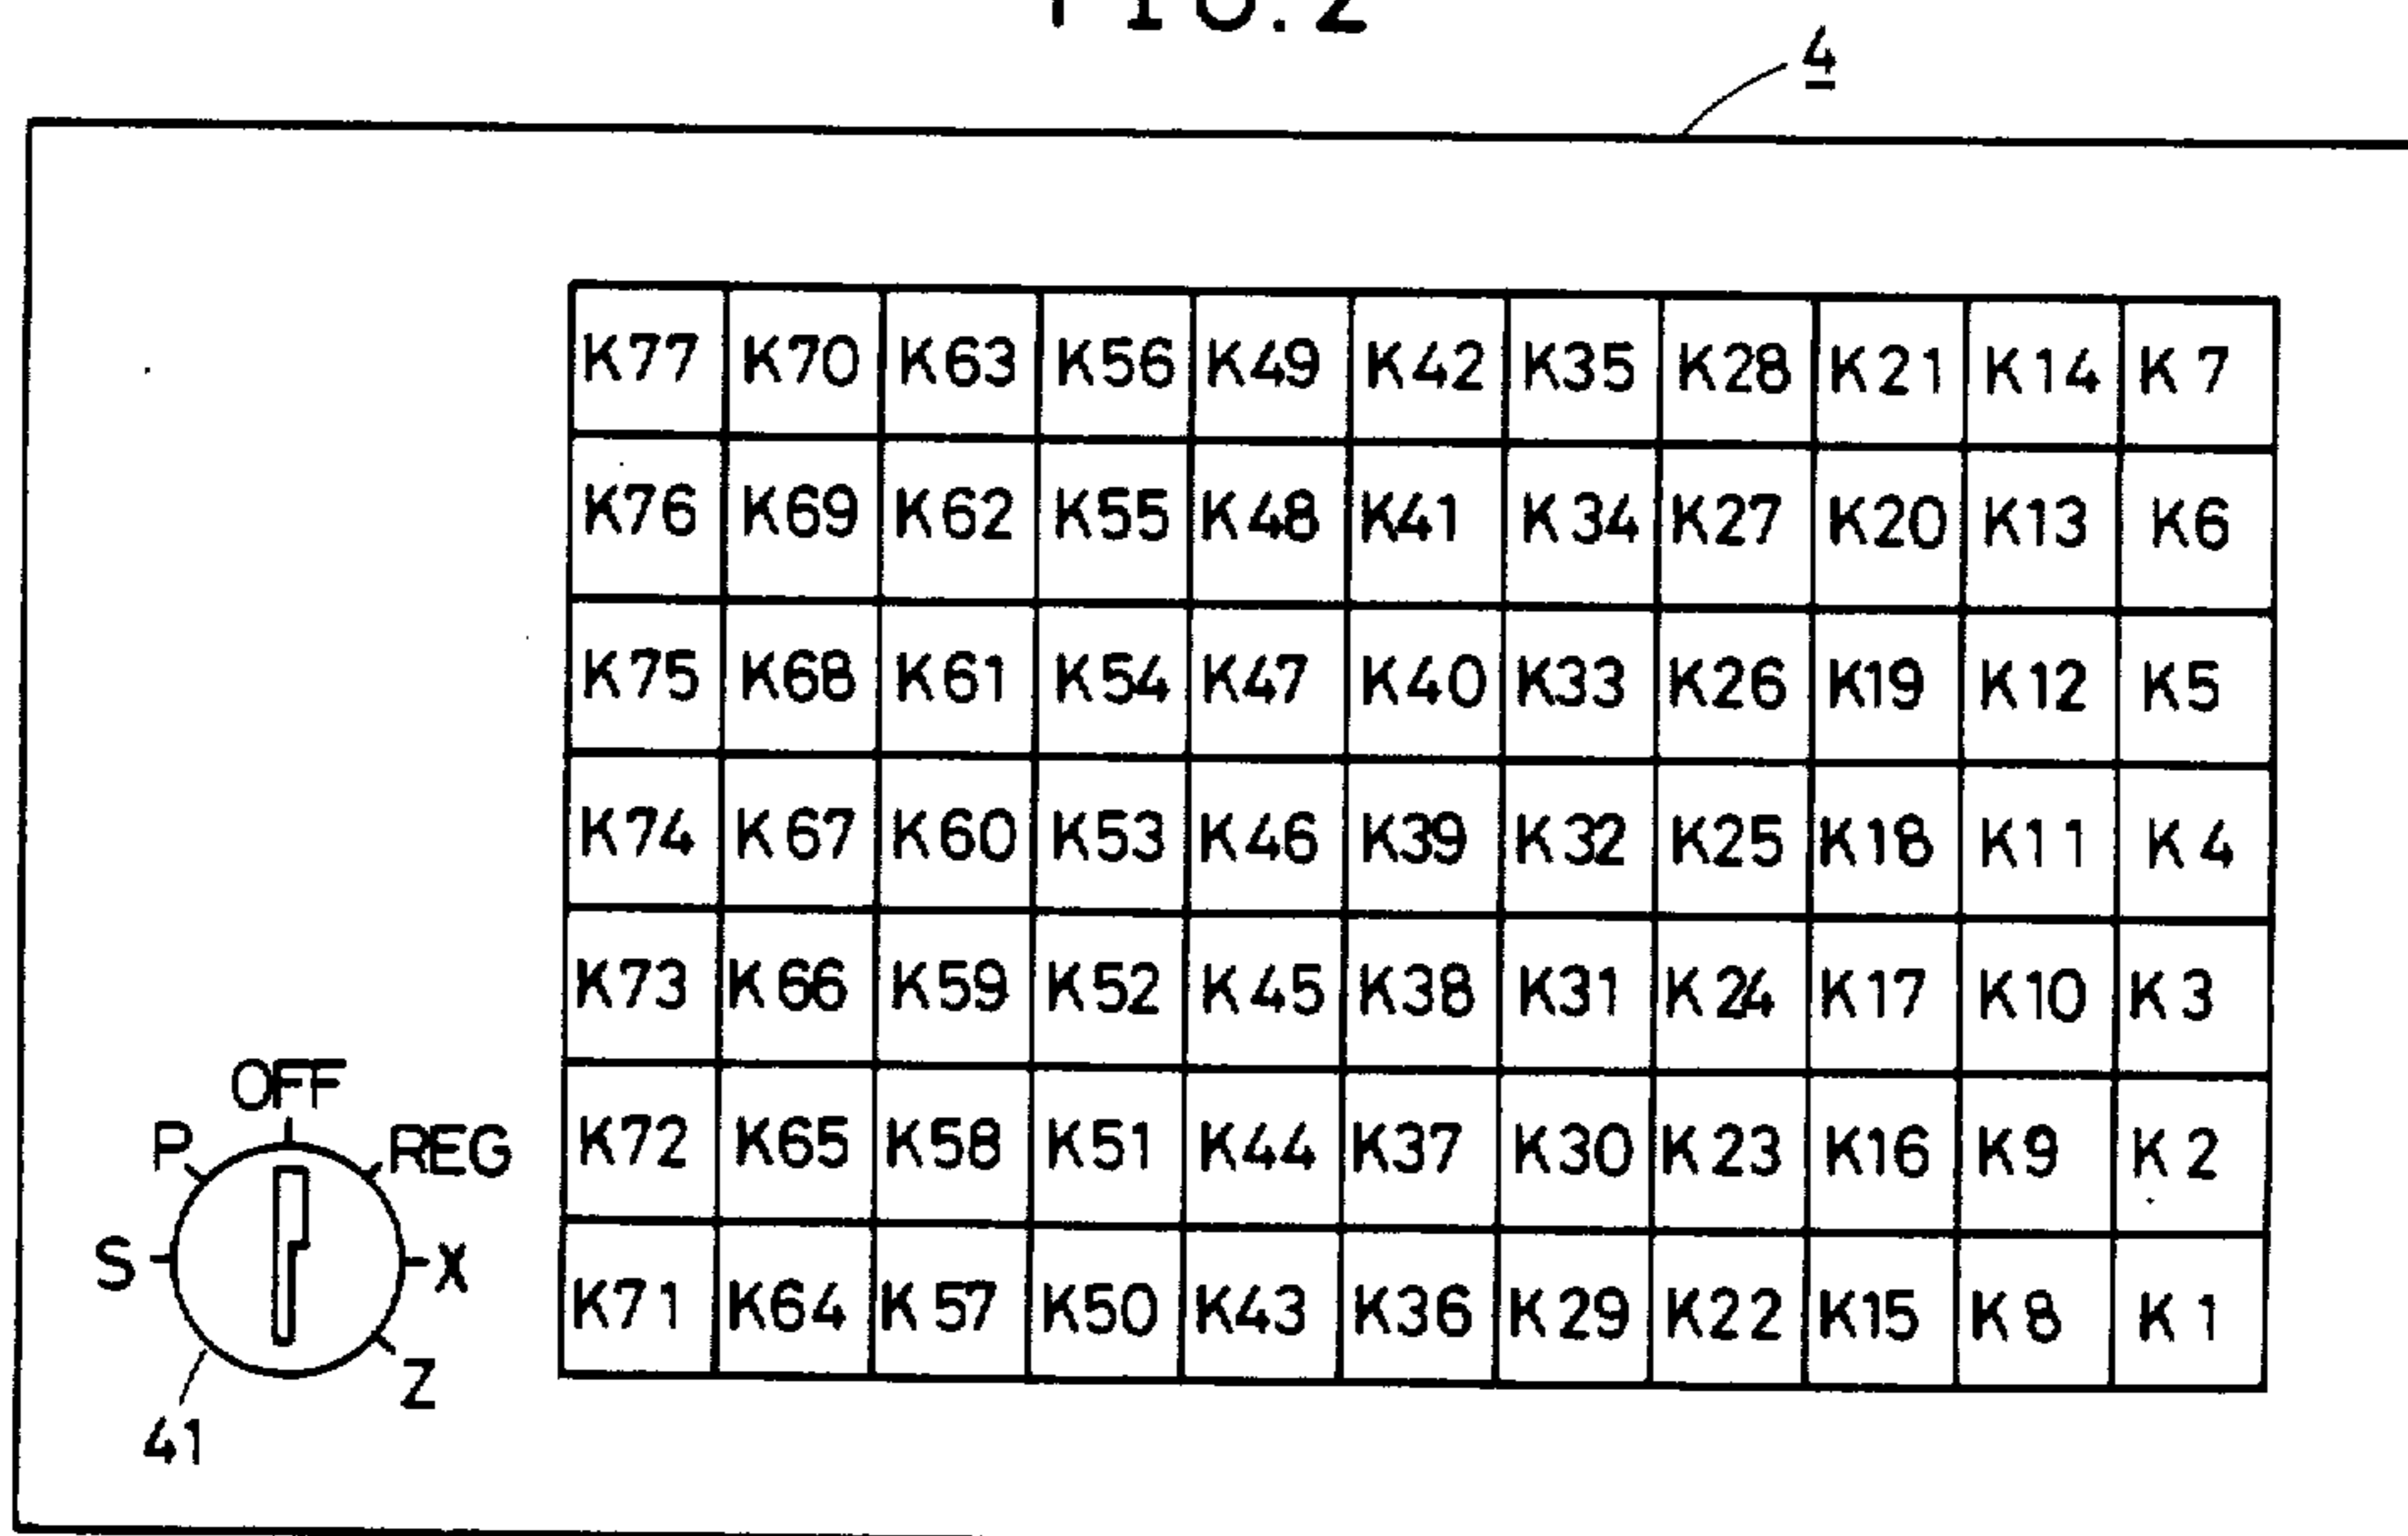 FIG. 2
4
K77 K70 K63 K56 K49 K42 K35 K28 K21 K14 K7
K76 K69 K62 K55 K48 K41 K34 K27 K20 K13 K6
K75 K68 K61 K54 K47 K40 K33 K26 K19 K12 K5
K74 K67 K60 K53 K46 K39 K32 K25 K18 K11 K4
K73 K66 K59 K52 K45 K38 K31 K24 K17 K10 K3
K72 K65 K58 K51 K44 K37 K30 K23 K16 K9 K2
K71 K64 K57 K50 K43 K36 K29 K22 K15 K8 K1
OFF
P REG
S X
Z
41